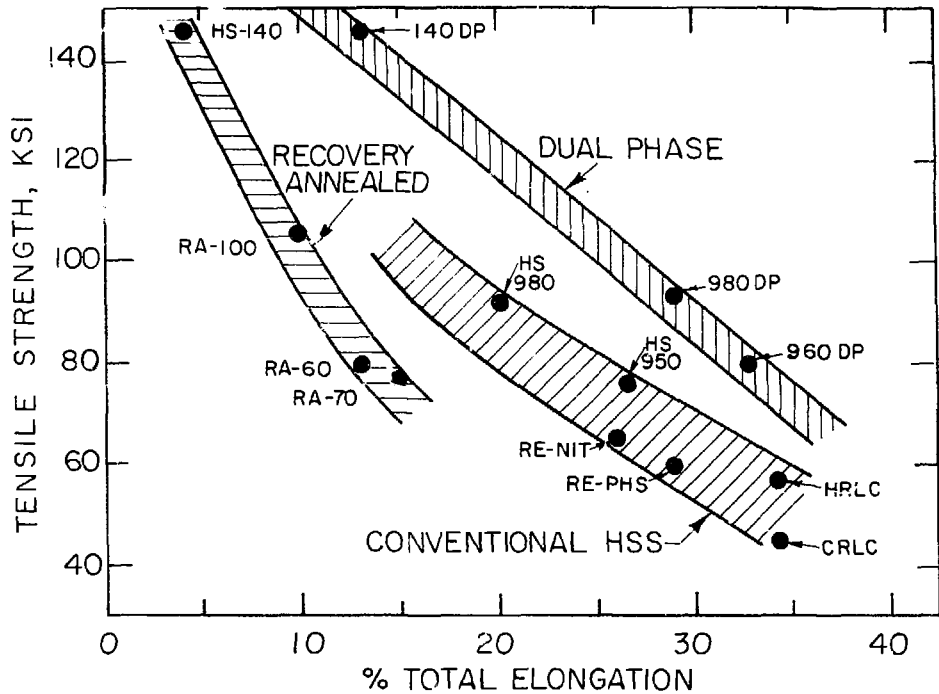 TENSILE STRENGTH, KSI
140
120
100
80
60
40
HS-140
140 DP
RECOVERY
ANNEALED
DUAL PHASE
RA-100
HS
980
980 DP
RA-60
RA-70
HS
950
960 DP
RE-NIT
RE-PHS
HRLC
CONVENTIONAL HSS
CRLC
0
10
20
30
40
% TOTAL ELONGATION